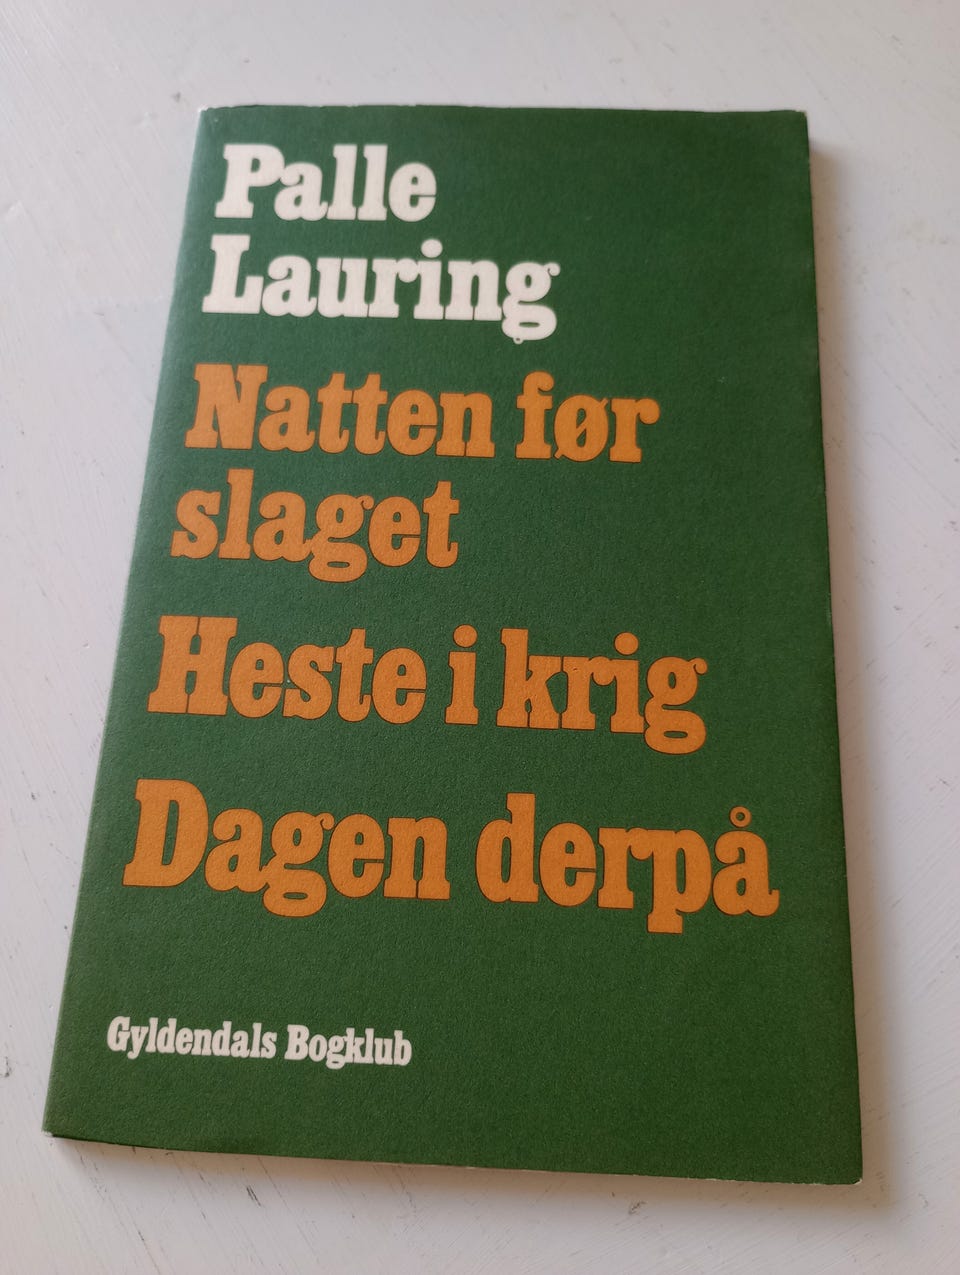 Palle
Lauring
Natten før
slaget
Heste i krig
Dagen derpå
Gyldendals Bogklub